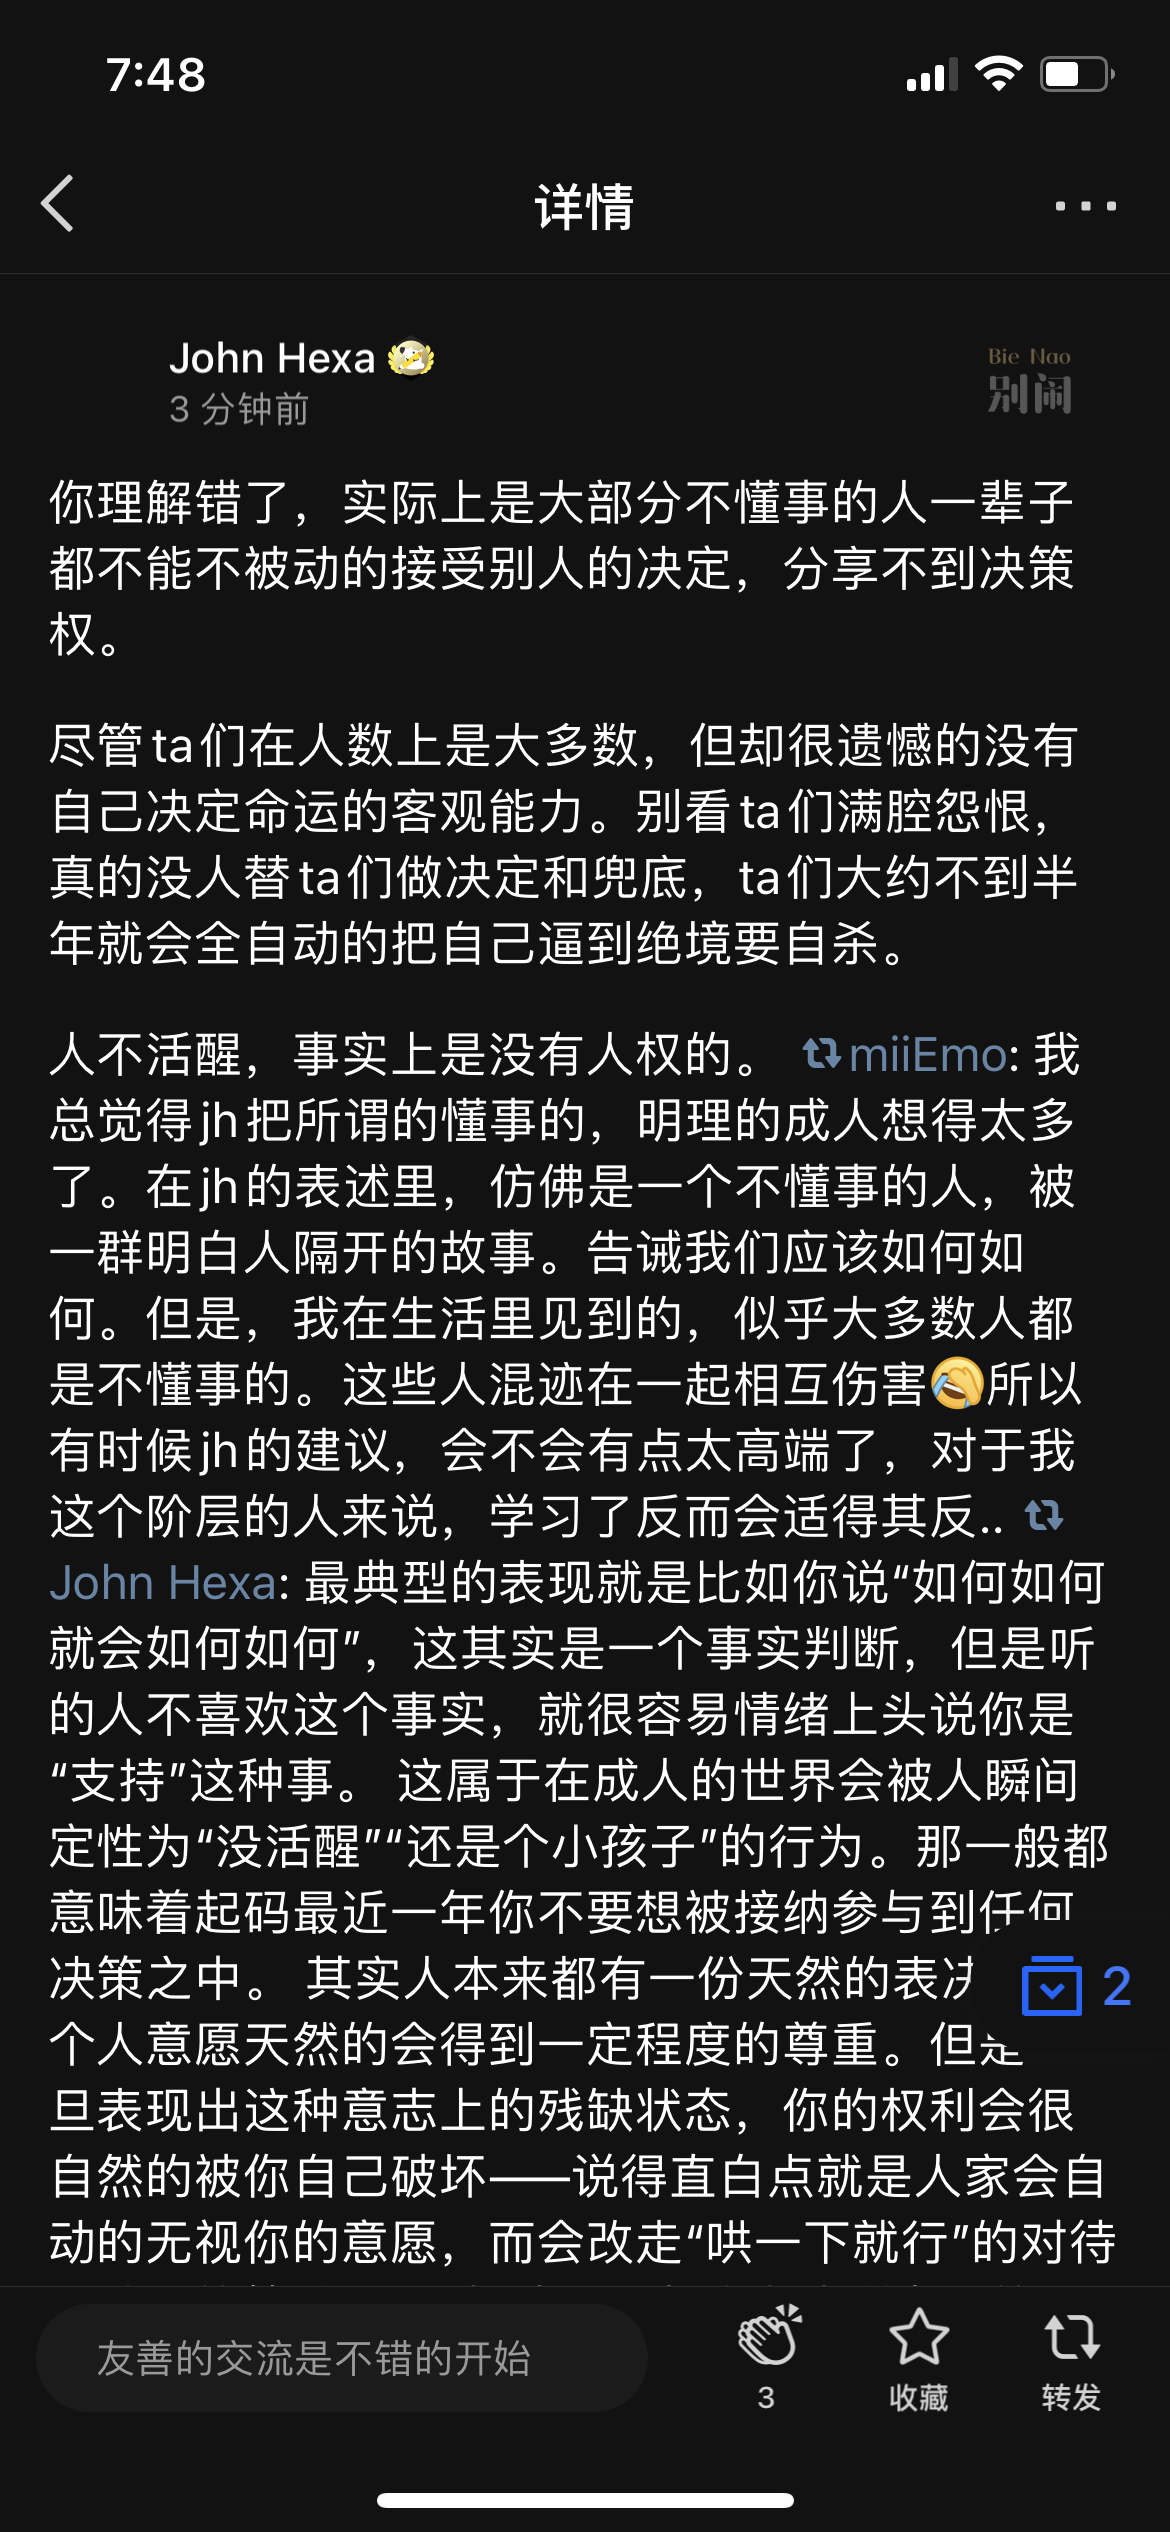 7:48
详情
John Hexa
3 分钟前
Bie Nao
别闹
你理解错了，实际上是大部分不懂事的人一辈子
都不能不被动的接受别人的决定，分享不到决策
权。
尽管ta们在人数上是大多数，但却很遗憾的没有
自己决定命运的客观能力。别看ta们满腔怨恨，
真的没人替ta们做决定和兜底，ta们大约不到半
年就会全自动的把自己逼到绝境要自杀。
人不活醒，事实上是没有人权的。 miiEmo: 我
总觉得jh把所谓的懂事的，明理的成人想得太多
了。在jh的表述里，仿佛是一个不懂事的人，被
一群明白人隔开的故事。告诫我们应该如何如
何。但是，我在生活里见到的，似乎大多数人都
是不懂事的。这些人混迹在一起相互伤害🤣所以
有时候jh的建议，会不会有点太高端了，对于我
这个阶层的人来说，学习了反而会适得其反..
John Hexa: 最典型的表现就是比如你说“如何如何
就会如何如何”，这其实是一个事实判断，但是听
的人不喜欢这个事实，就很容易情绪上头说你是
“支持”这种事。 这属于在成人的世界会被人瞬间
定性为“没活醒”“还是个小孩子”的行为。那一般都
意味着起码最近一年你不要想被接纳参与到任何
决策之中。 其实人本来都有一份天然的表决
个人意愿天然的会得到一定程度的尊重。但是
旦表现出这种意志上的残缺状态，你的权利会很
自然的被你自己破坏——说得直白点就是人家会自
动的无视你的意愿，而会改走“哄一下就行”的对待
2
友善的交流是不错的开始
3
收藏
转发